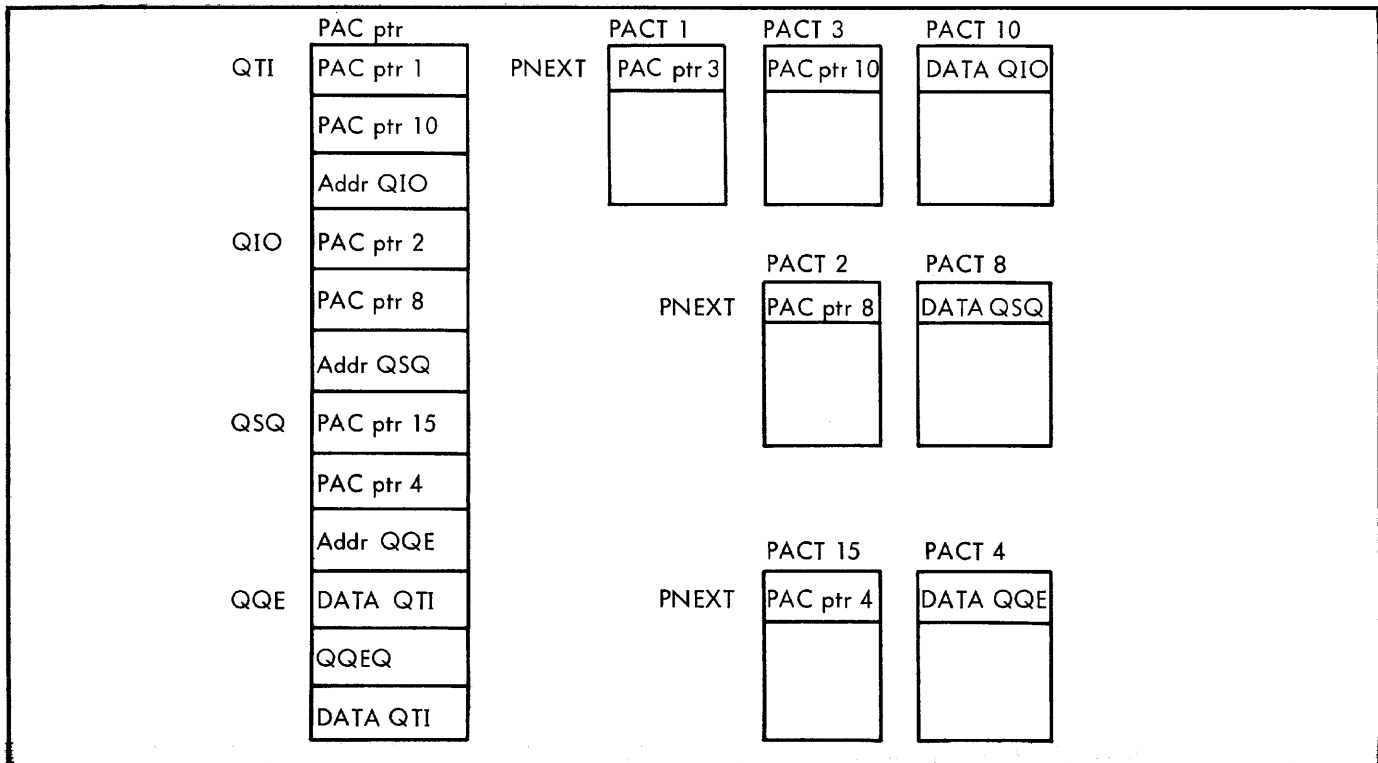 PAC ptr PACT 1 PACT 3 PACT 10
QTI PAC ptr 1 PNEXT PAC ptr 3 PAC ptr 10 DATA QIO
PAC ptr 10
Addr QIO
QIO PAC ptr 2
PACT 2 PACT 8
PAC ptr 8 PNEXT PAC ptr 8 DATA QSQ
Addr QSQ
QSQ PAC ptr 15
PAC ptr 4
Addr QQE PACT 15 PACT 4
QQE DATA QTI PNEXT PAC ptr 4 DATA QQE
QQEQ
DATA QTI